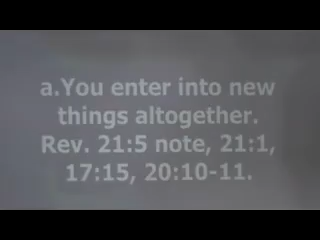 a.You enter into new
things altogether.
Rev. 21:5 note, 21:1,
17:15, 20:10-11.